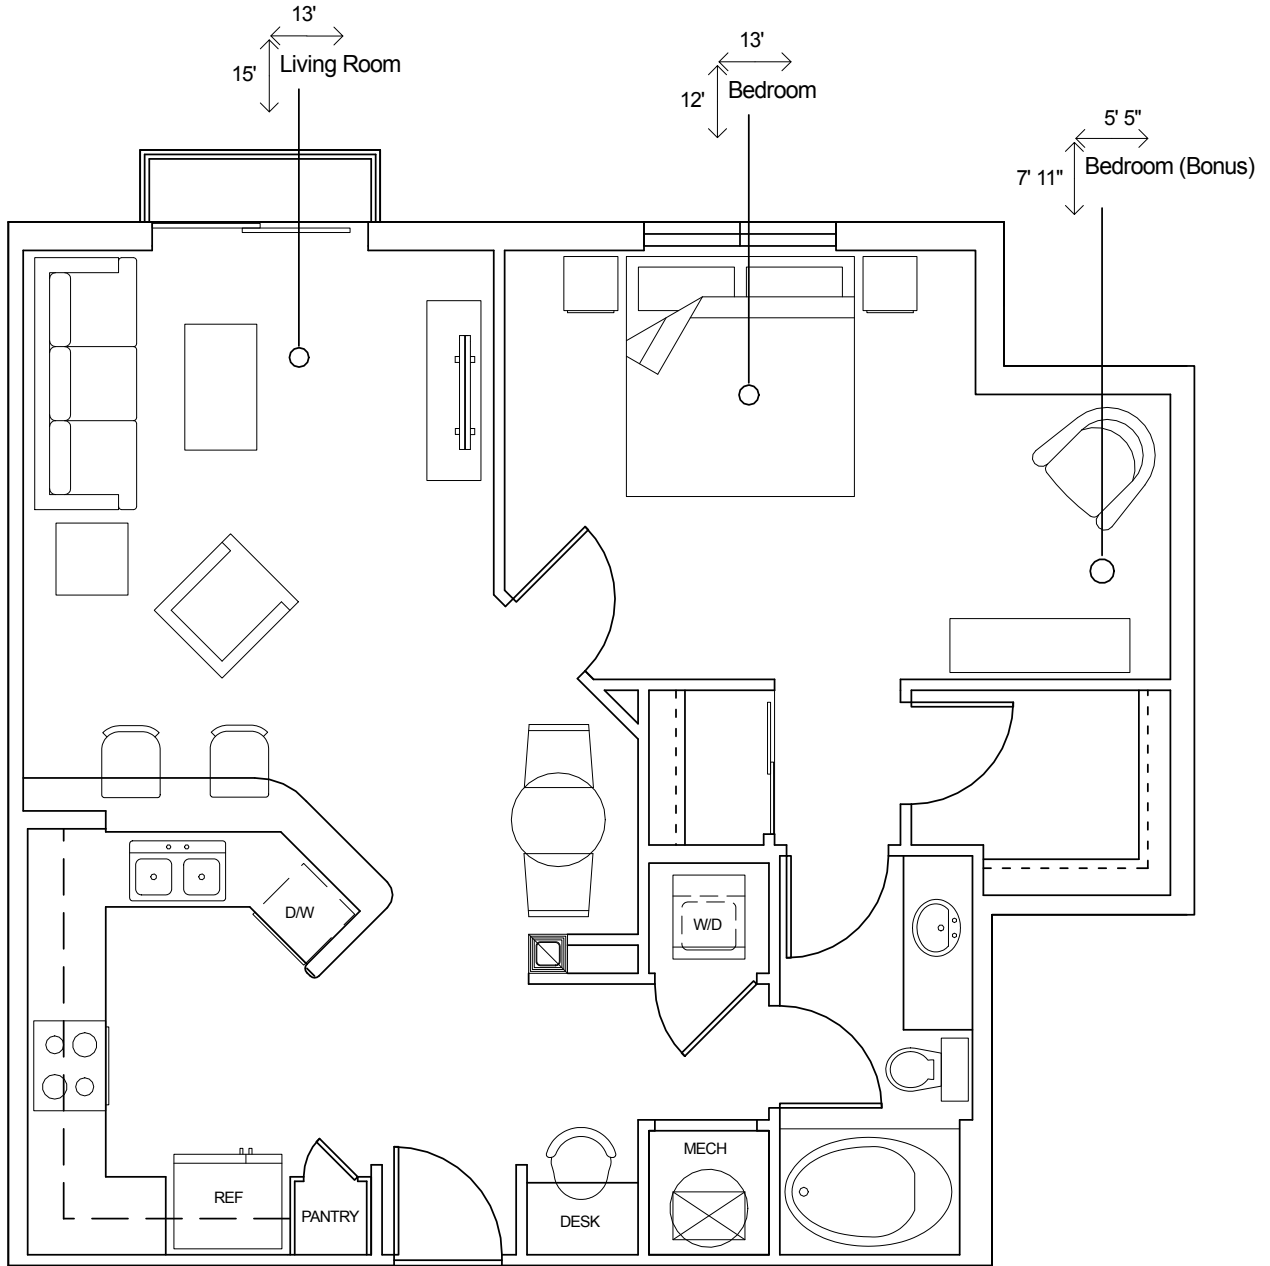 13'
15'
Living Room
13'
12'
Bedroom
5' 5"
7' 11"
Bedroom (Bonus)
D/W
W/D
MECH
REF
PANTRY
DESK